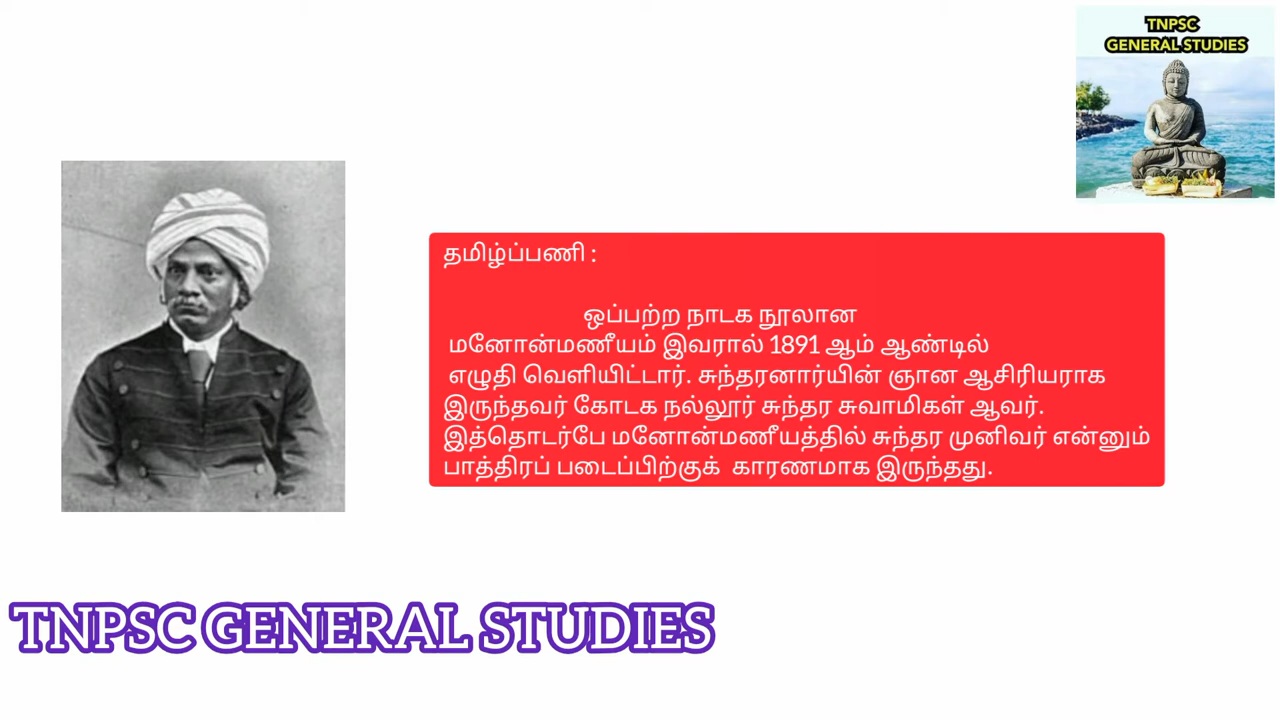 TNPSC
GENERAL STUDIES
தமிழ்ப்பணி :
ஒப்பற்ற நாடக நூலான
மனோன்மணீயம் இவரால் 1891 ஆம் ஆண்டில்
எழுதி வெளியிட்டார். சுந்தரனார்யின் ஞான ஆசிரியராக
இருந்தவர் கோடக நல்லூர் சுந்தர சுவாமிகள் ஆவர்.
இத்தொடர்பே மனோன்மணீயத்தில் சுந்தர முனிவர் என்னும்
பாத்திரப் படைப்பிற்குக் காரணமாக இருந்தது.
TNPSC GENERAL STUDIES